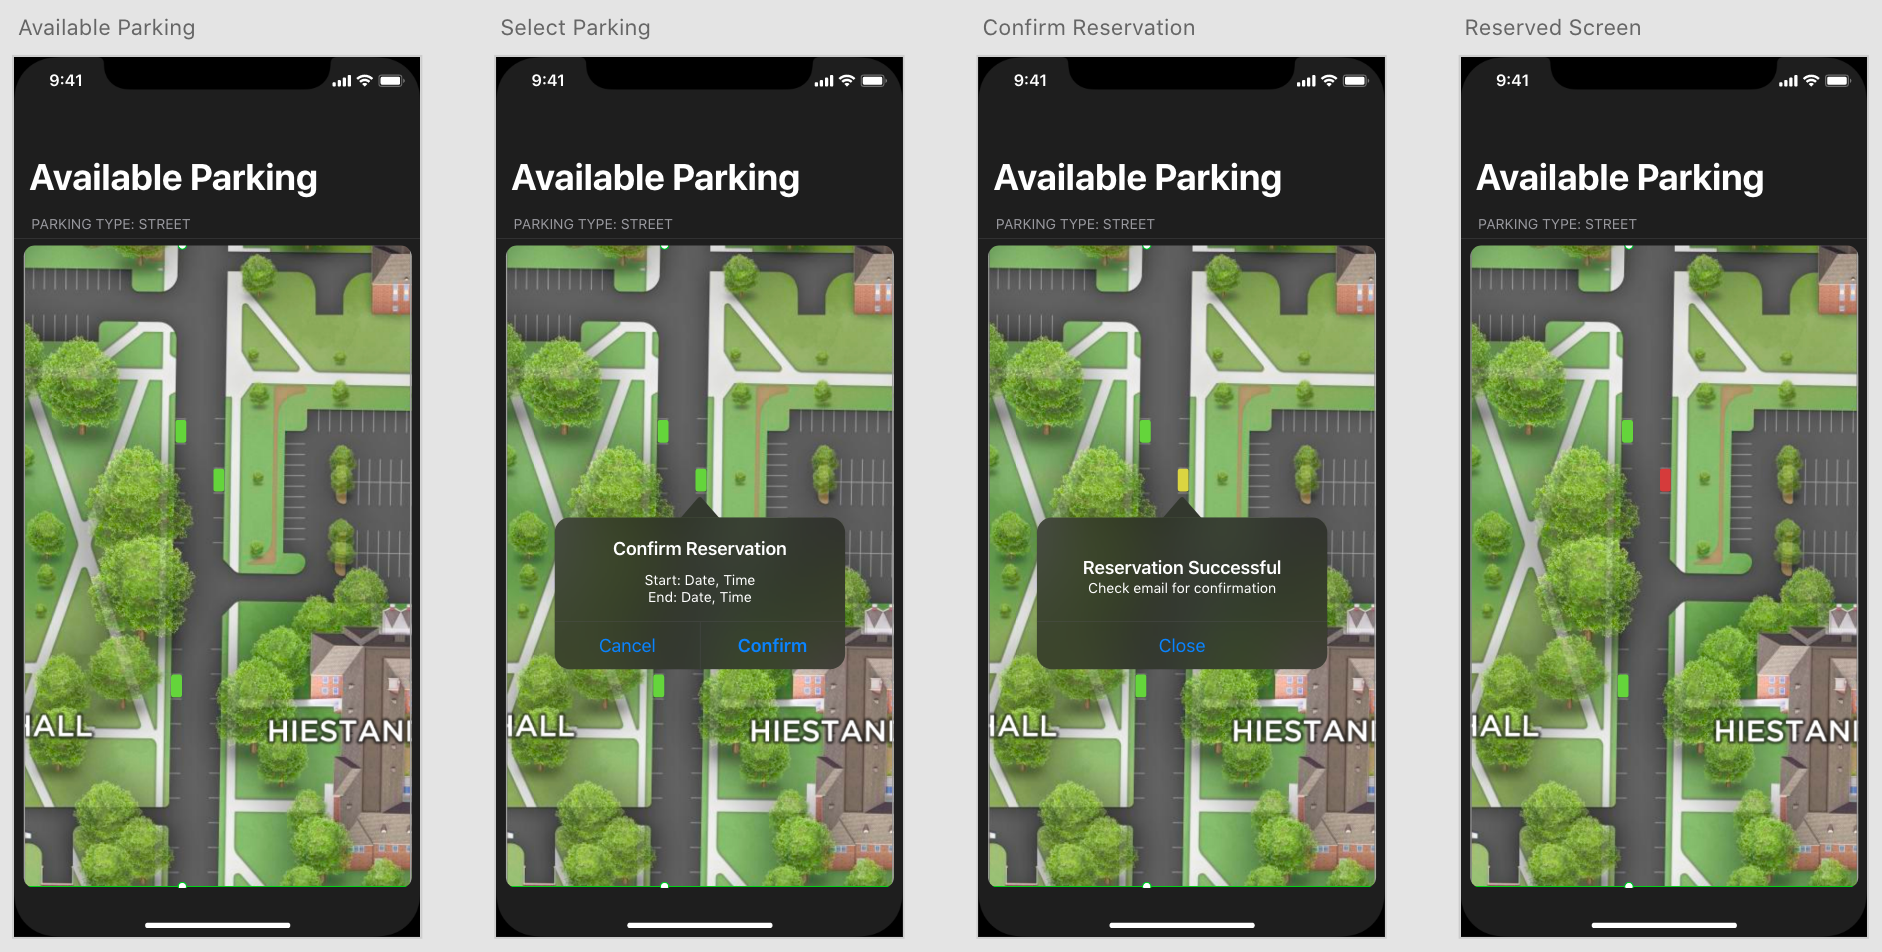 Available Parking
9:41
Available Parking
PARKING TYPE: STREET
HALL
HIESTAN
Select Parking
9:41
Available Parking
PARKING TYPE: STREET
Confirm Reservation
Start: Date, Time
End: Date, Time
Cancel
Confirm
HALL
HIESTAN
Confirm Reservation
9:41
Available Parking
PARKING TYPE: STREET
Reservation Successful
Check email for confirmation
Close
HALL
HIESTAN
Reserved Screen
9:41
Available Parking
PARKING TYPE: STREET
HALL
HIESTAN